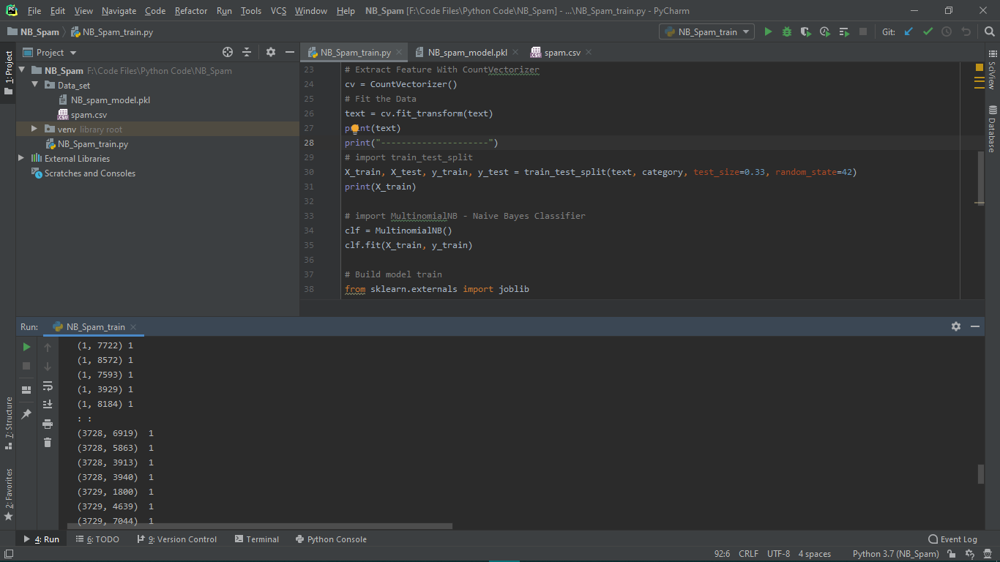 File Edit View Navigate Code Refactor Run Tools VCS Window Help NB_Spam [F:\Code Files\Python Code\NB_Spam] - ...\NB_Spam_train.py - PyCharm
NB_Spam NB_Spam_train.py NB_Spam_train Git:
1: Project
Project
NB_Spam F:\Code Files\Python Code\NB_Spam
Data_set
NB_spam_model.pkl
spam.csv
venv library root
NB_Spam_train.py
External Libraries
Scratches and Consoles
NB_Spam_train.py NB_spam_model.pkl spam.csv
23 # Extract Feature With CountVectorizer
24 cv = CountVectorizer()
25 # Fit the Data
26 text = cv.fit_transform(text)
27 print(text)
28 print("---------------------")
29 # import train_test_split
30 X_train, X_test, y_train, y_test = train_test_split(text, category, test_size=0.33, random_state=42)
31 print(X_train)
32
33 # import MultinomialNB - Naive Bayes Classifier
34 clf = MultinomialNB()
35 clf.fit(X_train, y_train)
36
37 # Build model train
38 from sklearn.externals import joblib
SciView
Database
Run: NB_Spam_train
(1, 7722) 1
(1, 8572) 1
(1, 7593) 1
(1, 3929) 1
(1, 8184) 1
: :
(3728, 6919) 1
(3728, 5863) 1
(3728, 3913) 1
(3728, 3940) 1
(3729, 1800) 1
(3729, 4639) 1
(3729, 7044) 1
7: Structure
2: Favorites
4: Run 6: TODO 9: Version Control Terminal Python Console Event Log
92:6 CRLF UTF-8 4 spaces Python 3.7 (NB_Spam)